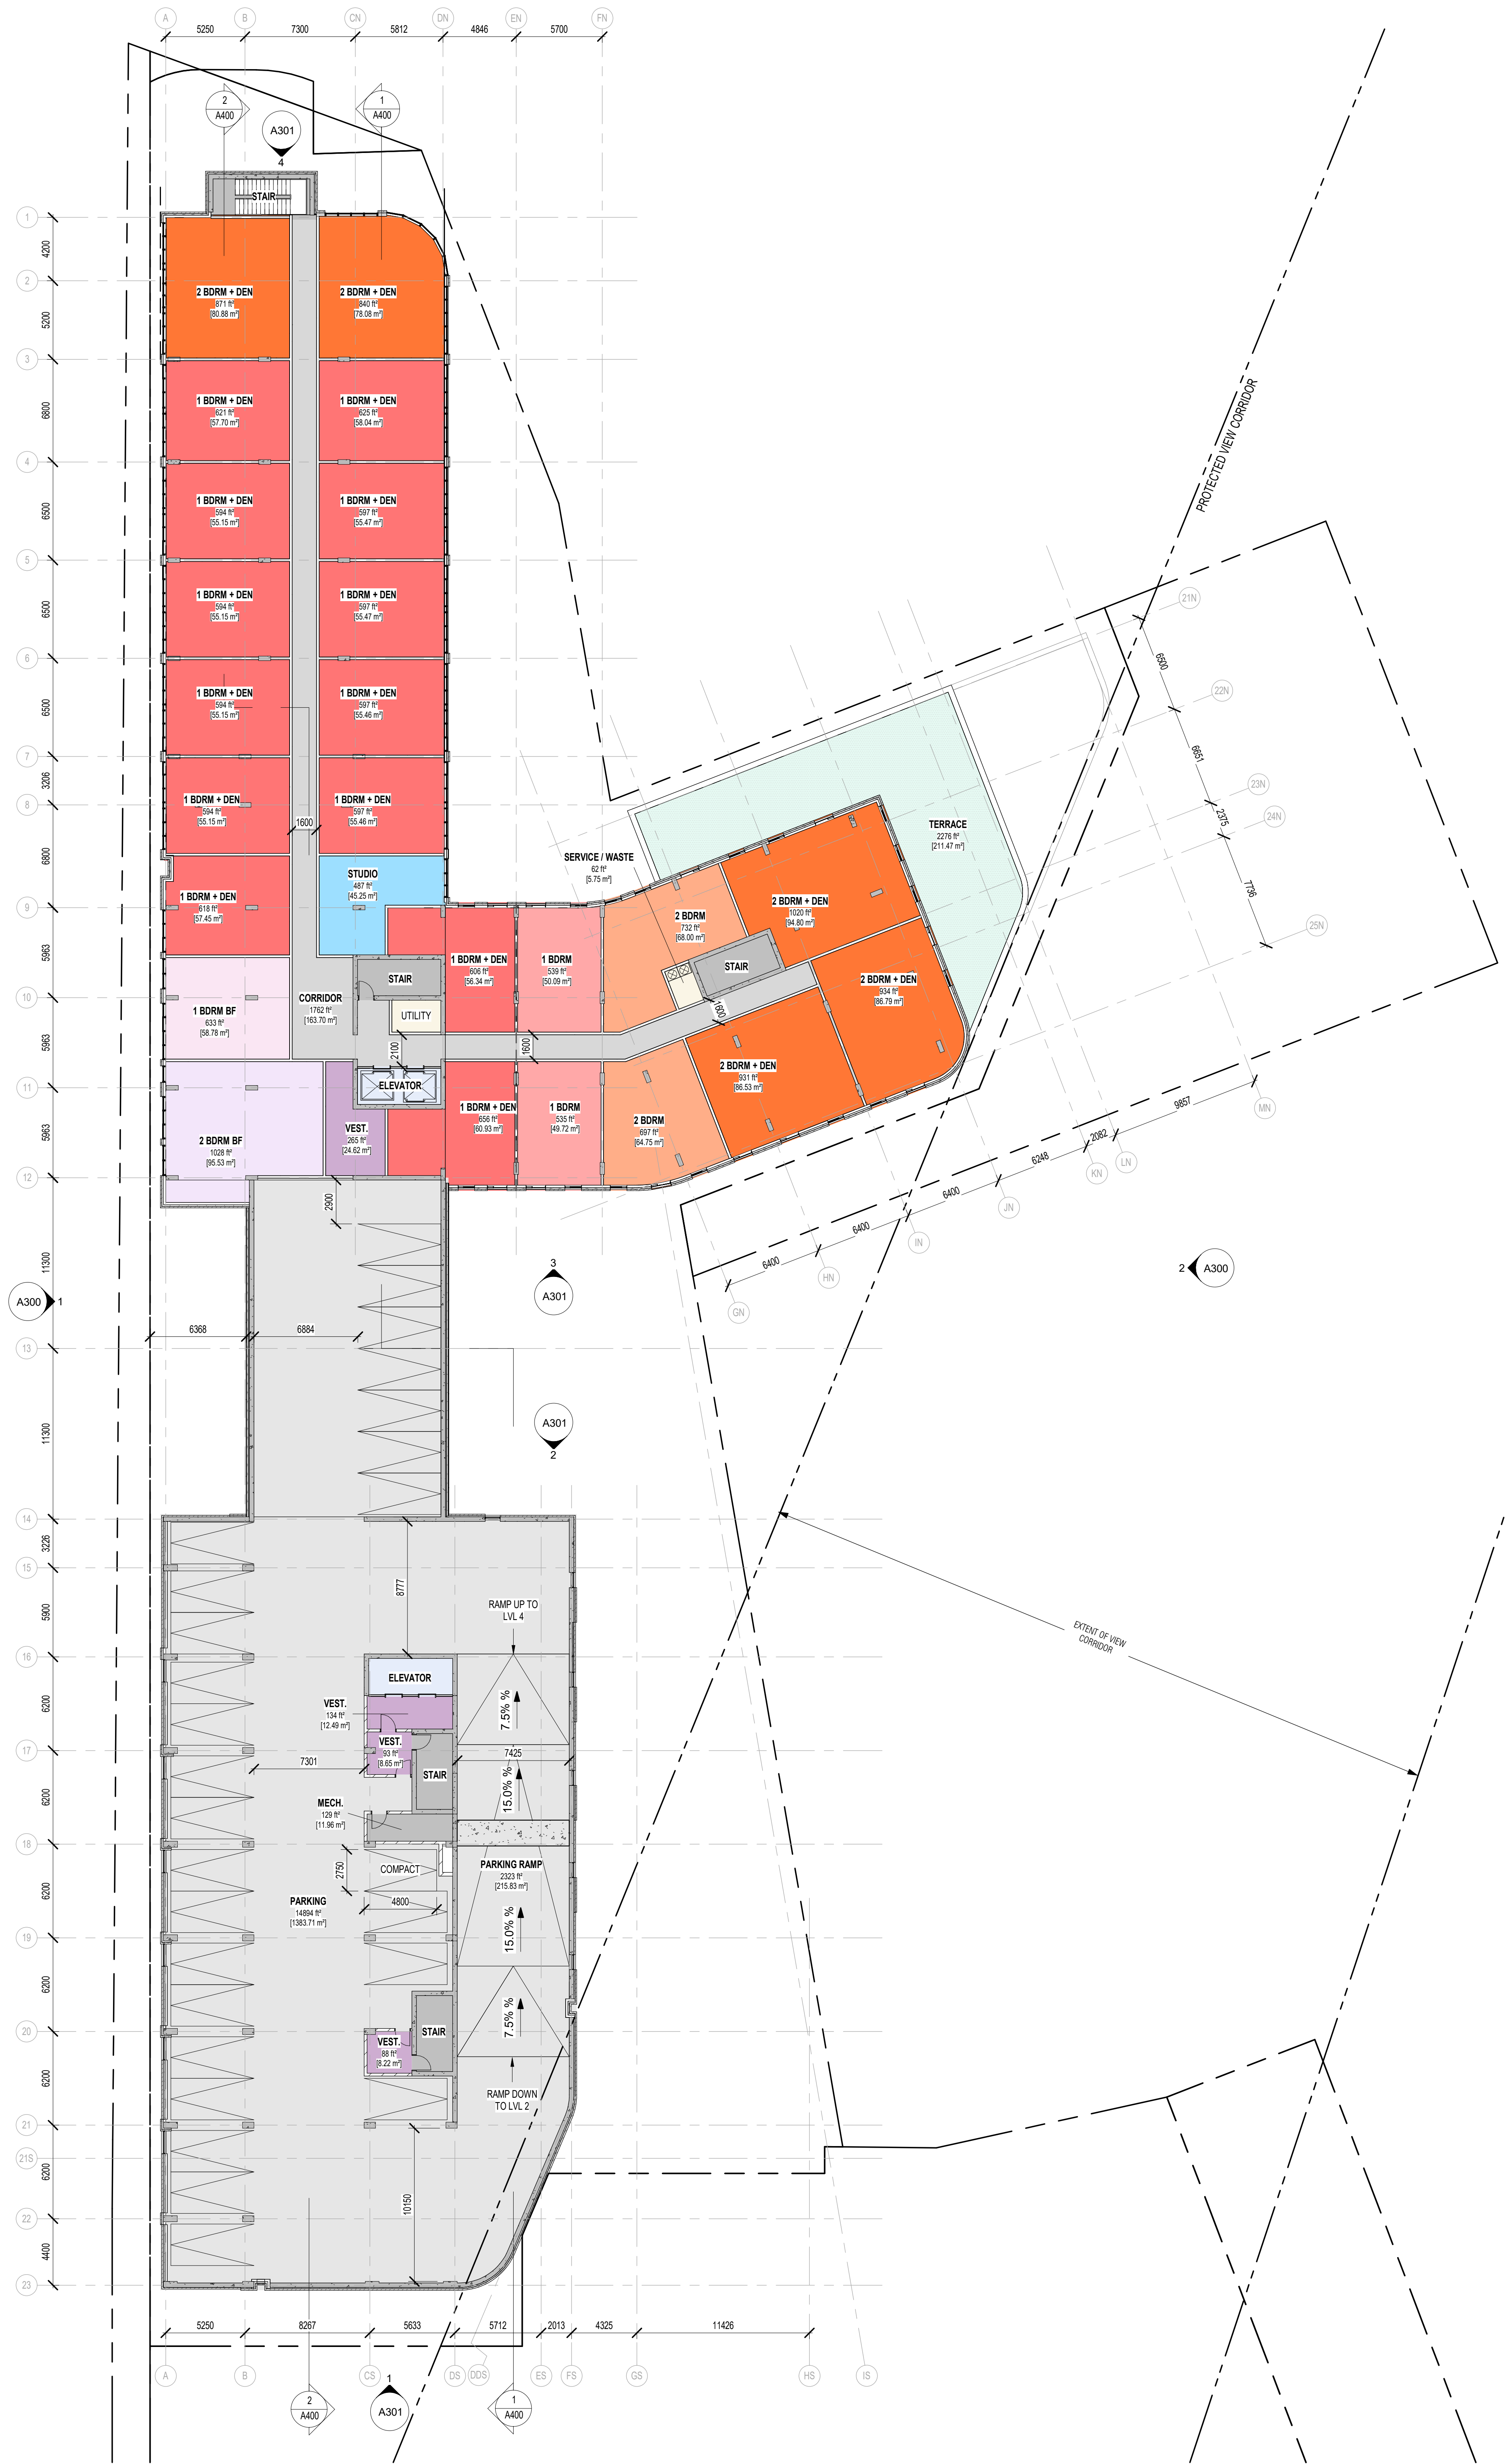 A B CN DN EN FN
5250 7300 5812 4846 5700
2
A400
1
A400
A301
4
STAIR
1
4200
2
5200
3
6800
4
6500
5
6500
6
6500
7
3206
8
6800
9
5963
10
5963
11
5963
12
11300
13
11300
14
3226
15
5900
16
6200
17
6200
18
6200
19
6200
20
6200
21
21S
6200
22
4400
23
2 BDRM + DEN
871 ft²
[80.88 m²]
2 BDRM + DEN
840 ft²
[78.08 m²]
1 BDRM + DEN
621 ft²
[57.70 m²]
1 BDRM + DEN
625 ft²
[58.04 m²]
1 BDRM + DEN
594 ft²
[55.15 m²]
1 BDRM + DEN
597 ft²
[55.47 m²]
1 BDRM + DEN
594 ft²
[55.15 m²]
1 BDRM + DEN
597 ft²
[55.47 m²]
1 BDRM + DEN
594 ft²
[55.15 m²]
1 BDRM + DEN
597 ft²
[55.46 m²]
1 BDRM + DEN
594 ft²
[55.15 m²]
1 BDRM + DEN
597 ft²
[55.46 m²]
1600
1 BDRM + DEN
618 ft²
[57.45 m²]
STUDIO
487 ft²
[45.25 m²]
SERVICE / WASTE
62 ft²
[5.75 m²]
TERRACE
2276 ft²
[211.47 m²]
2 BDRM
732 ft²
[68.00 m²]
2 BDRM + DEN
1020 ft²
[94.80 m²]
1 BDRM + DEN
606 ft²
[56.34 m²]
1 BDRM
539 ft²
[50.09 m²]
STAIR
STAIR
2 BDRM + DEN
934 ft²
[86.79 m²]
1 BDRM BF
633 ft²
[58.78 m²]
CORRIDOR
1762 ft²
[163.70 m²]
UTILITY
1600
2100
1600
2 BDRM + DEN
931 ft²
[86.53 m²]
ELEVATOR
2 BDRM BF
1028 ft²
[95.53 m²]
VEST.
265 ft²
[24.62 m²]
1 BDRM + DEN
656 ft²
[60.93 m²]
1 BDRM
535 ft²
[49.72 m²]
2 BDRM
697 ft²
[64.75 m²]
PROTECTED VIEW CORRIDOR
21N
6500
22N
6651
23N
2375
24N
7736
25N
MN
9857
LN
2082
KN
6248
JN
6400
IN
6400
HN
6400
GN
2900
3
A301
2 A300
A300 1
6368 6884
A301
2
EXTENT OF VIEW
CORRIDOR
8777
RAMP UP TO
LVL 4
ELEVATOR
VEST.
134 ft²
[12.49 m²]
7.5% %
VEST.
93 ft²
[8.65 m²]
7301
7425
STAIR
15.0% %
MECH.
129 ft²
[11.96 m²]
COMPACT
2750
4800
PARKING RAMP
2323 ft²
[215.83 m²]
PARKING
14894 ft²
[1383.71 m²]
15.0% %
7.5% %
STAIR
VEST.
88 ft²
[8.22 m²]
RAMP DOWN
TO LVL 2
10150
5250 8267 5633 5712 2013 4325 11426
A B CS DS DDS ES FS GS HS IS
2
A400
1
A301
1
A400